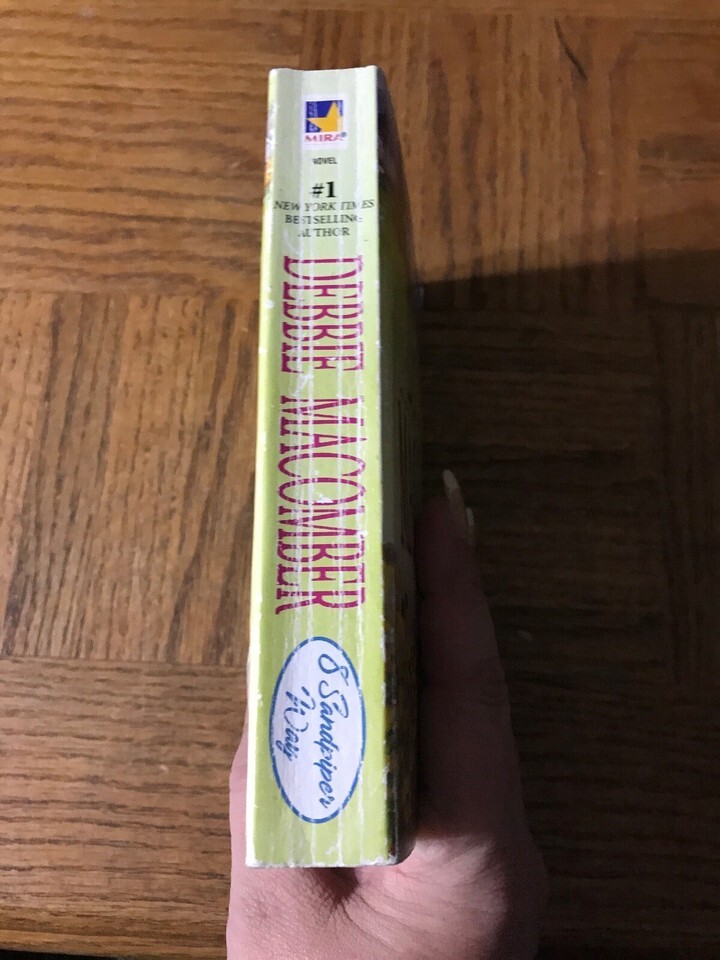 MIRA®
NOVEL
#1
NEW YORK TIMES
BESTSELLING
AUTHOR
DEBBIE MACOMBER
8 Sandpiper
Way